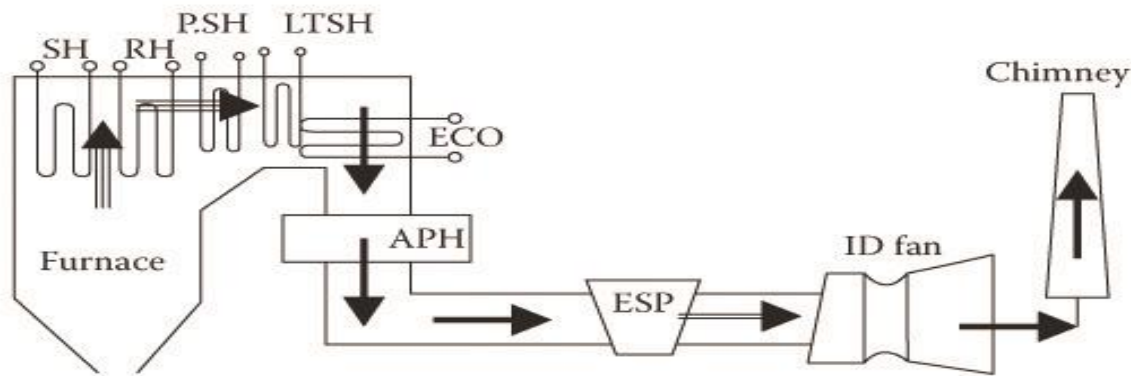 P.SH
LTSH
SH
RH
Chimney
ECO
APH
ID fan
Furnace
ESP